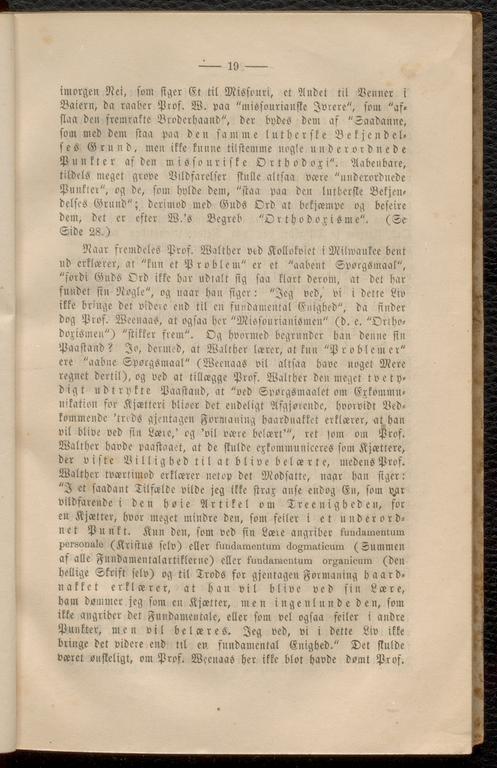 — 19 —
imorgen Nei, som siger Et til Missouri, et Andet til Venner i
Baiern, da raaber Prof. W. paa "missourianske Ivrere", som "af-
slaa den fremrakte Broderhaand", der bydes dem af "Saadanne,
som med dem staa paa den samme lutherske Bekjendel-
ses Grund, men ikke kunne tilstemme nogle underordnede
Punkter af den missouriske Orthodoxi". Aabenbare,
tildels meget grove Vildfarelser skulle altsaa være "underordnede
Punkter", og de, som hylde dem, "staa paa den lutherske Bekjen-
delses Grund"; derimod med Guds Ord at bekjæmpe og beseire
dem, det er efter W.'s Begreb "Orthodoxisme". (Se
Side 28.)
Naar fremdeles Prof. Walther ved Kollokviet i Milwaukee bent
ud erklærer, at "kun et Problem" er et "aabent Spørgsmaal",
"fordi Guds Ord ikke har udtalt sig saa klart derom, at det har
fundet sin Nøgle", og naar han siger: "Jeg ved, vi i dette Liv
ikke bringe det videre end til en fundamental Enighed", da finder
dog Prof. Weenaas, at ogsaa her "Missourianismen" (d. e. "Ortho-
doxismen") "stikker frem". Og hvormed begrunder han denne sin
Paastand? Jo, dermed, at Walther lærer, at kun "Problemer"
ere "aabne Spørgsmaal" (Weenaas vil altsaa have noget Mere
regnet dertil), og ved at tillægge Prof. Walther den meget tvety-
digt udtrykte Paastand, at "ved Spørgsmaalet om Exkommu-
nikation for Kjætteri bliver det endeligt Afgjørende, hvorvidt Ved-
kommende 'trods gjentagen Formaning haardnakket erklærer, at han
vil blive ved sin Lære,' og 'vil være belært'", ret som om Prof.
Walther havde paastaaet, at de skulde exkommuniceres som Kjættere,
der viste Villighed til at blive belærte, medens Prof.
Walther tværtimod erklærer netop det Modsatte, naar han siger:
"I et saadant Tilfælde vilde jeg ikke strax anse endog En, som var
vildfarende i den høie Artikel om Treenigheden, for
en Kjætter, hvor meget mindre den, som feiler i et underord-
net Punkt. Kun den, som ved sin Lære angriber fundamentum
personale (Kristus selv) eller fundamentum dogmaticum (Summen
af alle Fundamentalartiklerne) eller fundamentum organicum (den
hellige Skrift selv) og til Trods for gjentagen Formaning haard-
nakket erklærer, at han vil blive ved sin Lære,
ham dømmer jeg som en Kjætter, men ingenlunde den, som
ikke angriber det Fundamentale, eller som vel ogsaa feiler i andre
Punkter, men vil belæres. Jeg ved, vi i dette Liv ikke
bringe det videre end til en fundamental Enighed." Det skulde
været ønskeligt, om Prof. Weenaas her ikke blot havde dømt Prof.